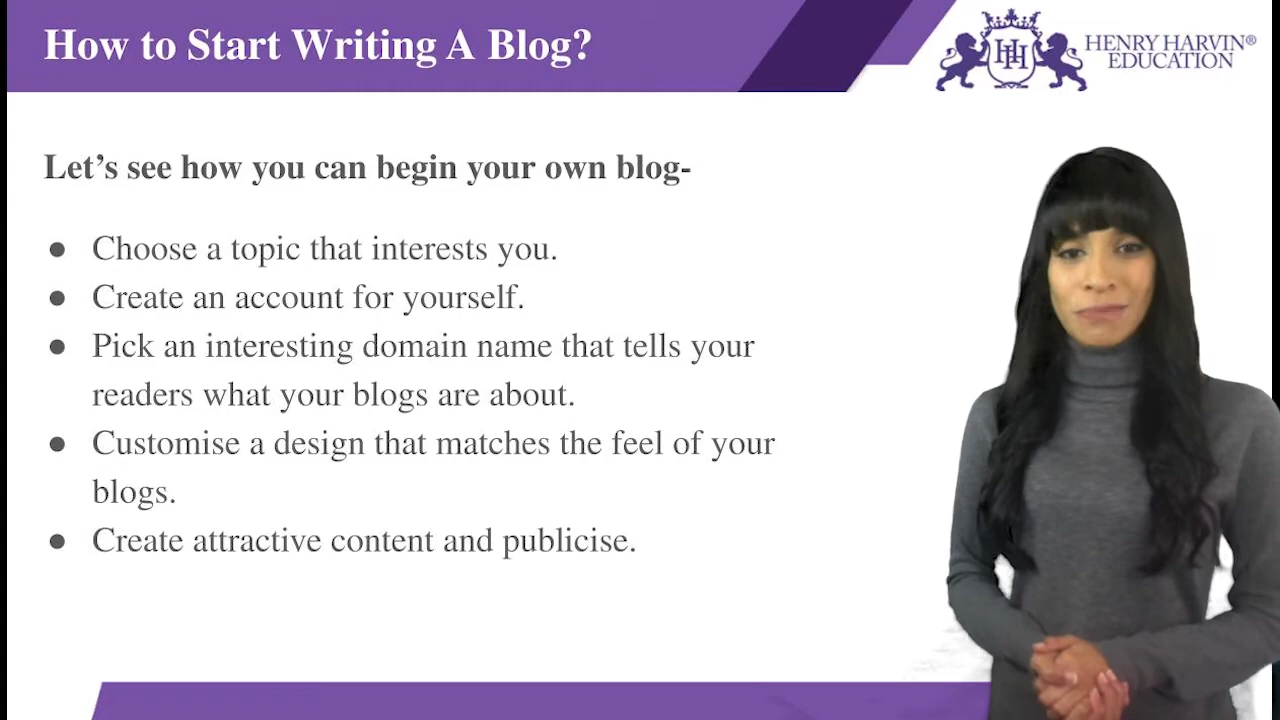 How to Start Writing A Blog?
HENRY HARVIN®
EDUCATION
Let's see how you can begin your own blog-
● Choose a topic that interests you.
● Create an account for yourself.
● Pick an interesting domain name that tells your
readers what your blogs are about.
● Customise a design that matches the feel of your
blogs.
● Create attractive content and publicise.